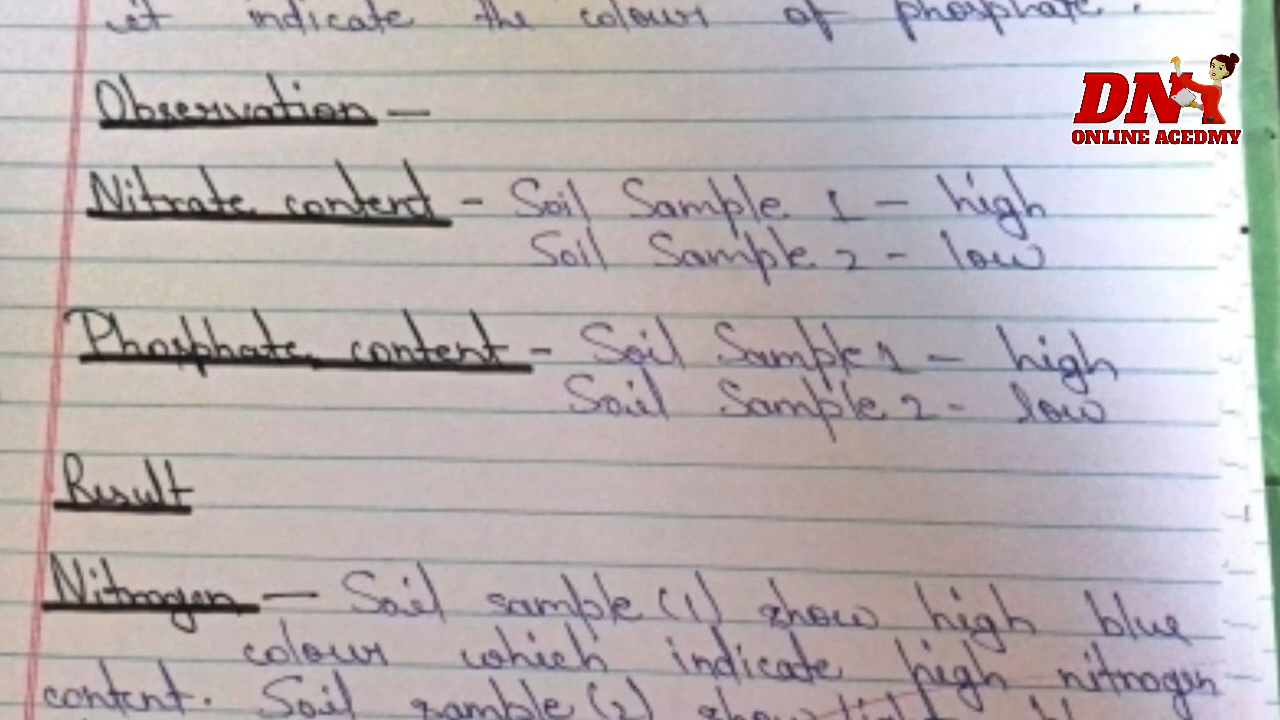 it indicate the colour of phosphate.
DN
ONLINE ACEDMY
Observation —
Nitrate content - Soil Sample 1 - high
Soil Sample 2 - low
Phosphate content - Soil Sample 1 - high
Soil Sample 2 - low
Result
Nitrogen — Soil sample (1) show high blue
colour which indicate high nitrogen
content. Soil sample (2) show light